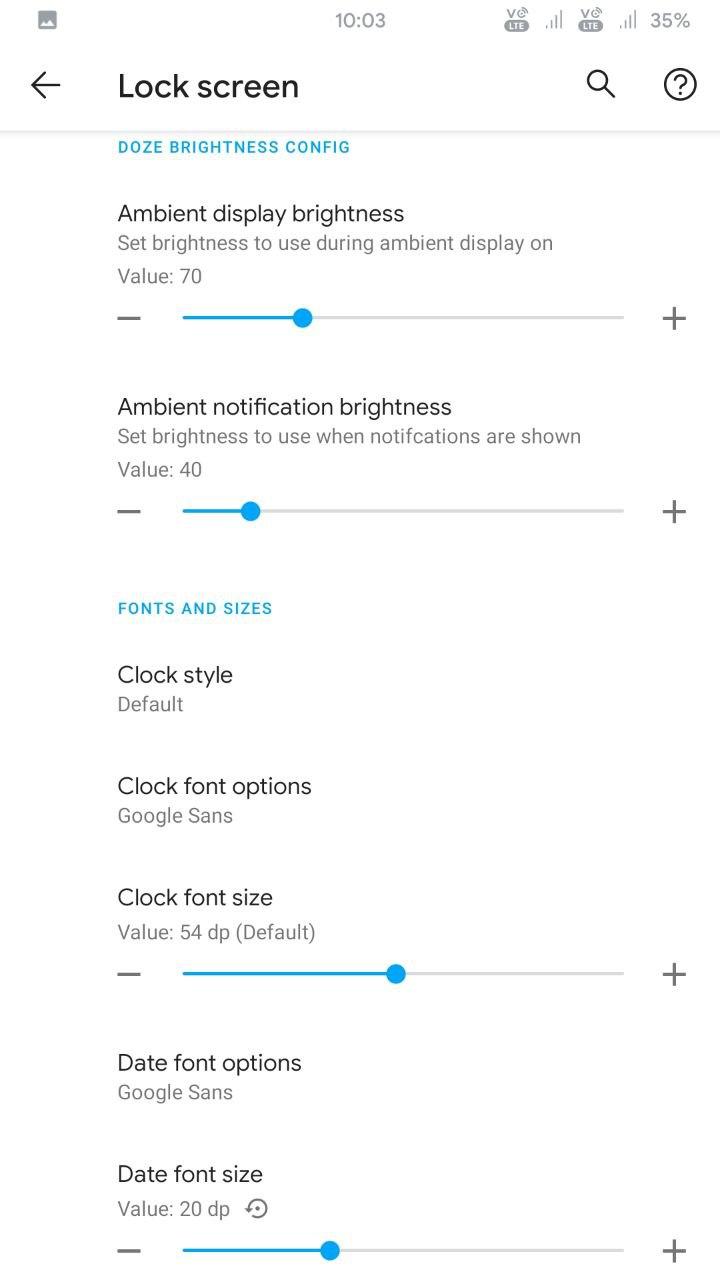 10:03 VO LTE VO LTE 35%
Lock screen
DOZE BRIGHTNESS CONFIG
Ambient display brightness
Set brightness to use during ambient display on
Value: 70
Ambient notification brightness
Set brightness to use when notifcations are shown
Value: 40
FONTS AND SIZES
Clock style
Default
Clock font options
Google Sans
Clock font size
Value: 54 dp (Default)
Date font options
Google Sans
Date font size
Value: 20 dp